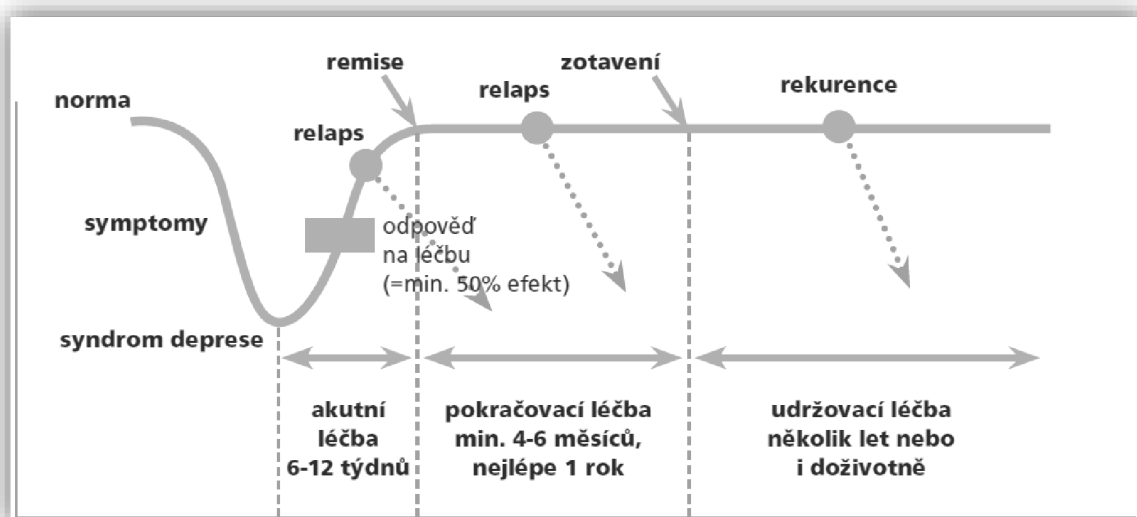 remise
zotavení
relaps
rekurence
norma
relaps
symptomy
odpověď
na léčbu
(=min. 50% efekt)
syndrom deprese
akutní
léčba
6-12 týdnů
pokračovací léčba
min. 4-6 měsíců,
nejlépe 1 rok
udržovací léčba
několik let nebo
i doživotně